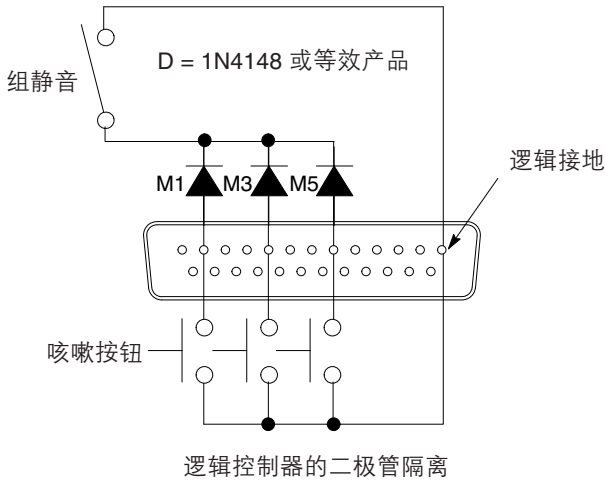 D = 1N4148 或等效产品
组静音
逻辑接地
M1 M3 M5
咳嗽按钮
逻辑控制器的二极管隔离